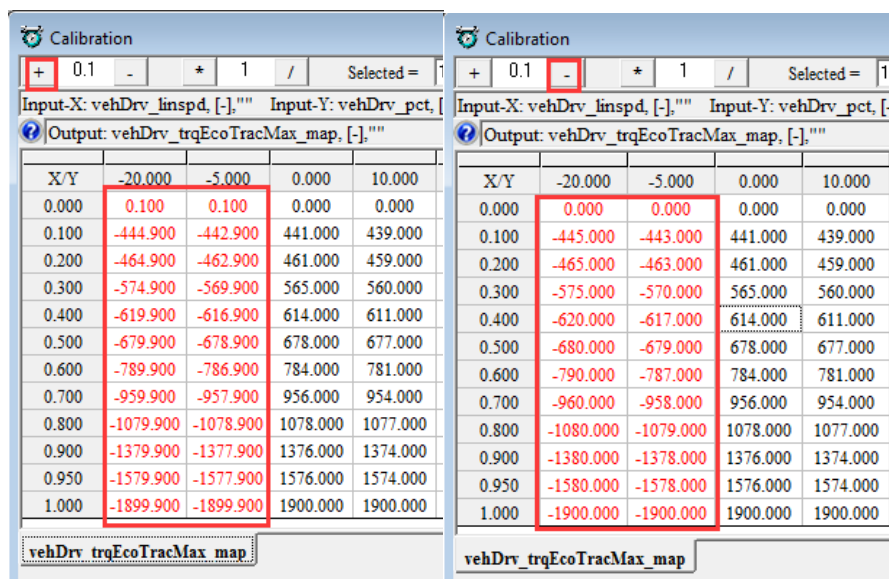 Calibration
+ 0.1 - * 1 / Selected = 1
Input-X: vehDrv_linspd, [-],"" Input-Y: vehDrv_pct, [
Output: vehDrv_trqEcoTracMax_map, [-],""
X/Y -20.000 -5.000 0.000 10.000
0.000 0.100 0.100 0.000 0.000
0.100 -444.900 -442.900 441.000 439.000
0.200 -464.900 -462.900 461.000 459.000
0.300 -574.900 -569.900 565.000 560.000
0.400 -619.900 -616.900 614.000 611.000
0.500 -679.900 -678.900 678.000 677.000
0.600 -789.900 -786.900 784.000 781.000
0.700 -959.900 -957.900 956.000 954.000
0.800 -1079.900 -1078.900 1078.000 1077.000
0.900 -1379.900 -1377.900 1376.000 1374.000
0.950 -1579.900 -1577.900 1576.000 1574.000
1.000 -1899.900 -1899.900 1900.000 1900.000
vehDrv_trqEcoTracMax_map
Calibration
+ 0.1 - * 1 / Selected = 1
Input-X: vehDrv_linspd, [-],"" Input-Y: vehDrv_pct, [-
Output: vehDrv_trqEcoTracMax_map, [-],""
X/Y -20.000 -5.000 0.000 10.000
0.000 0.000 0.000 0.000 0.000
0.100 -445.000 -443.000 441.000 439.000
0.200 -465.000 -463.000 461.000 459.000
0.300 -575.000 -570.000 565.000 560.000
0.400 -620.000 -617.000 614.000 611.000
0.500 -680.000 -679.000 678.000 677.000
0.600 -790.000 -787.000 784.000 781.000
0.700 -960.000 -958.000 956.000 954.000
0.800 -1080.000 -1079.000 1078.000 1077.000
0.900 -1380.000 -1378.000 1376.000 1374.000
0.950 -1580.000 -1578.000 1576.000 1574.000
1.000 -1900.000 -1900.000 1900.000 1900.000
vehDrv_trqEcoTracMax_map